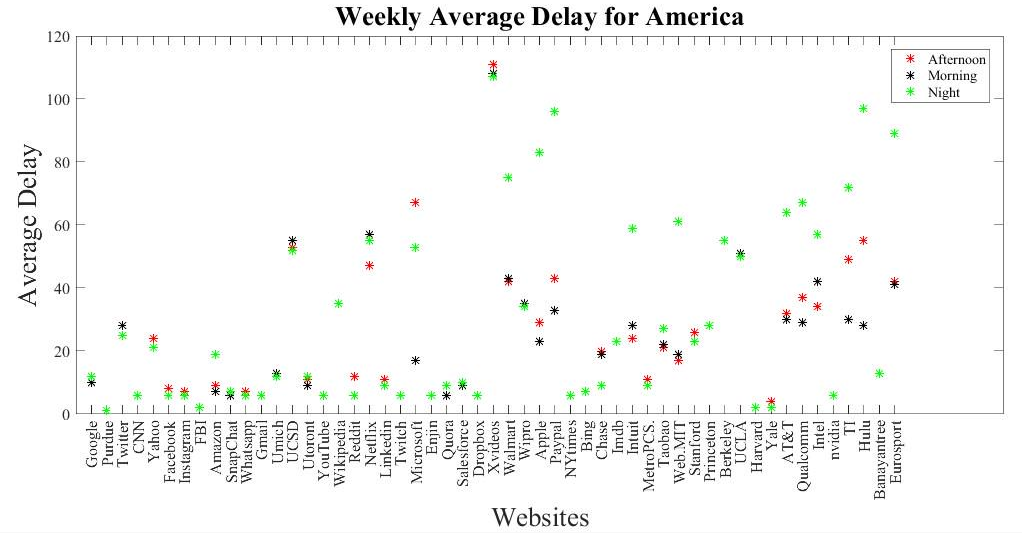 Weekly Average Delay for America
120
100
80
60
40
20
0
Average Delay
Afternoon
Morning
Night
Google
Purdue
Twitter
CNN
Yahoo
Facebook
Instagram
FBI
Amazon
SnapChat
Whatsapp
Gmail
Umich
UCSD
Utoront
YouTube
Wikipedia
Reddit
Netflix
Linkedin
Twitch
Microsoft
Enjin
Quora
Salesforce
Dropbox
Xvideos
Walmart
Wipro
Apple
Paypal
NYtimes
Bing
Chase
Imdb
Intuit
MetroPCS.
Taobao
Web.MIT
Stanford
Princeton
Berkeley
UCLA
Harvard
Yale
AT&T
Qualcomm
Intel
nvidia
TI
Hulu
Banayantree
Eurosport
Websites